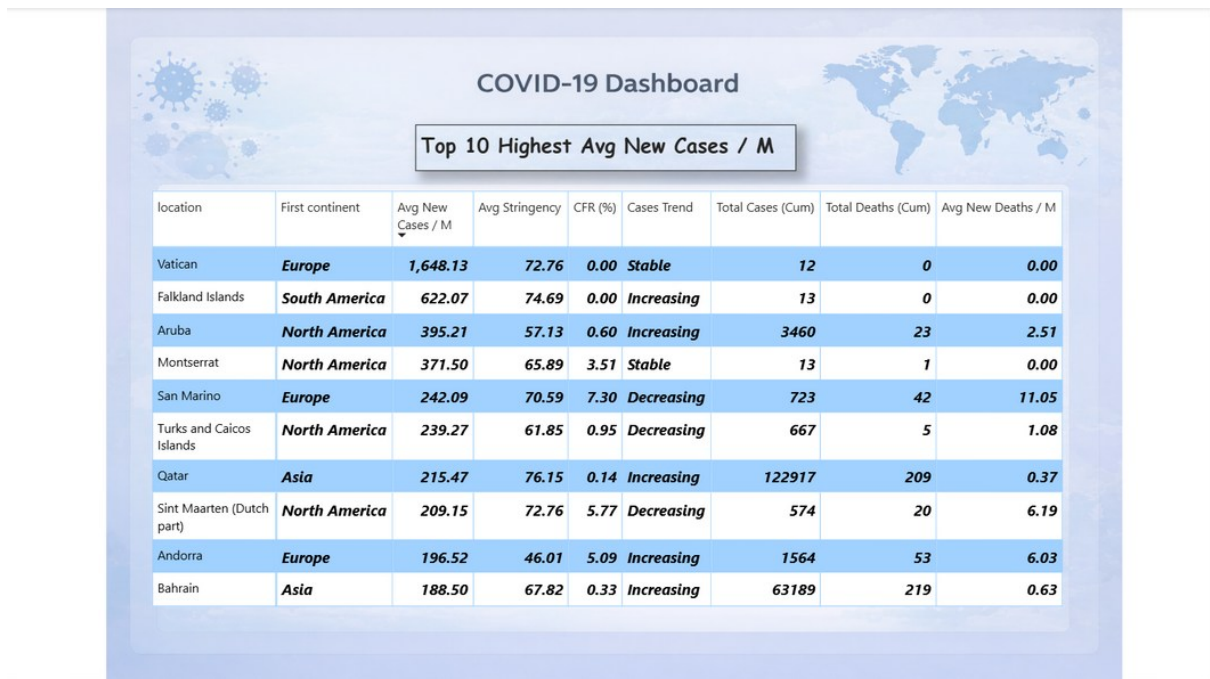 COVID-19 Dashboard
Top 10 Highest Avg New Cases / M
location First continent Avg New Cases / M Avg Stringency CFR (%) Cases Trend Total Cases (Cum) Total Deaths (Cum) Avg New Deaths / M
Vatican Europe 1,648.13 72.76 0.00 Stable 12 0 0.00
Falkland Islands South America 622.07 74.69 0.00 Increasing 13 0 0.00
Aruba North America 395.21 57.13 0.60 Increasing 3460 23 2.51
Montserrat North America 371.50 65.89 3.51 Stable 13 1 0.00
San Marino Europe 242.09 70.59 7.30 Decreasing 723 42 11.05
Turks and Caicos Islands North America 239.27 61.85 0.95 Decreasing 667 5 1.08
Qatar Asia 215.47 76.15 0.14 Increasing 122917 209 0.37
Sint Maarten (Dutch part) North America 209.15 72.76 5.77 Decreasing 574 20 6.19
Andorra Europe 196.52 46.01 5.09 Increasing 1564 53 6.03
Bahrain Asia 188.50 67.82 0.33 Increasing 63189 219 0.63